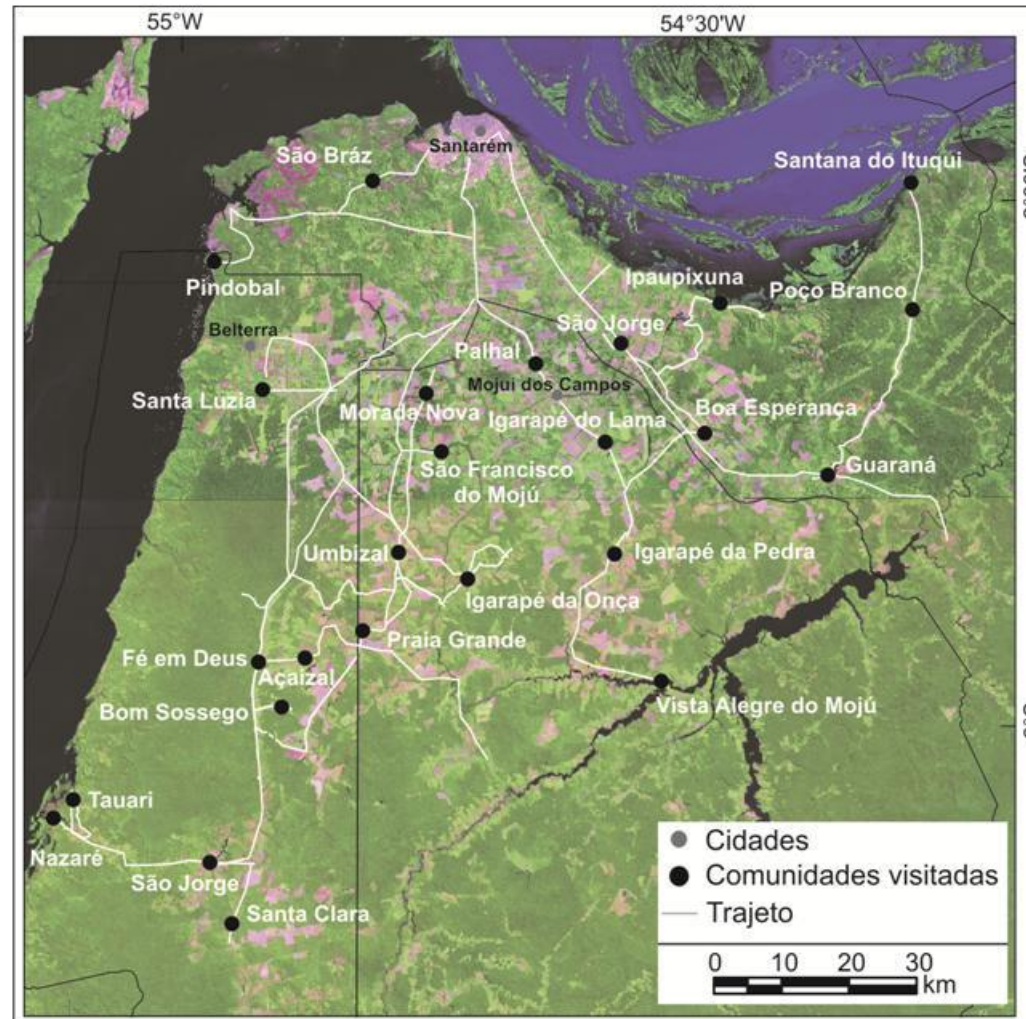 55°W
54°30'W
São Bráz
Santarém
Santana do Ituqui
Pindobal
Ipaupixuna
Poço Branco
São Jorge
Belterra
Palhal
Santa Luzia
Mojui dos Campos
Morada Nova
Boa Esperança
Igarapé do Lama
São Francisco
do Mojú
Guaraná
Umbizal
Igarapé da Pedra
Igarapé da Onça
Praia Grande
Fé em Deus
Açaizal
Bom Sossego
Vista Alegre do Mojú
Tauari
Nazaré
São Jorge
Santa Clara
Cidades
Comunidades visitadas
Trajeto
0 10 20 30
km